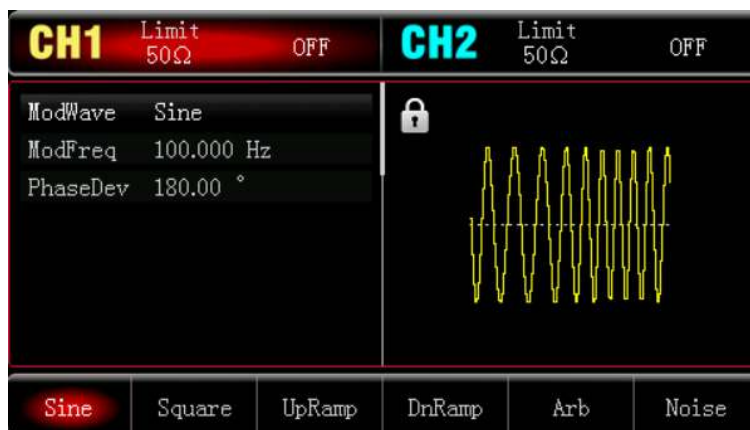 CH1 Limit 50Ω OFF CH2 Limit 50Ω OFF
ModWave Sine
ModFreq 100.000 Hz
PhaseDev 180.00 °
Sine Square UpRamp DnRamp Arb Noise